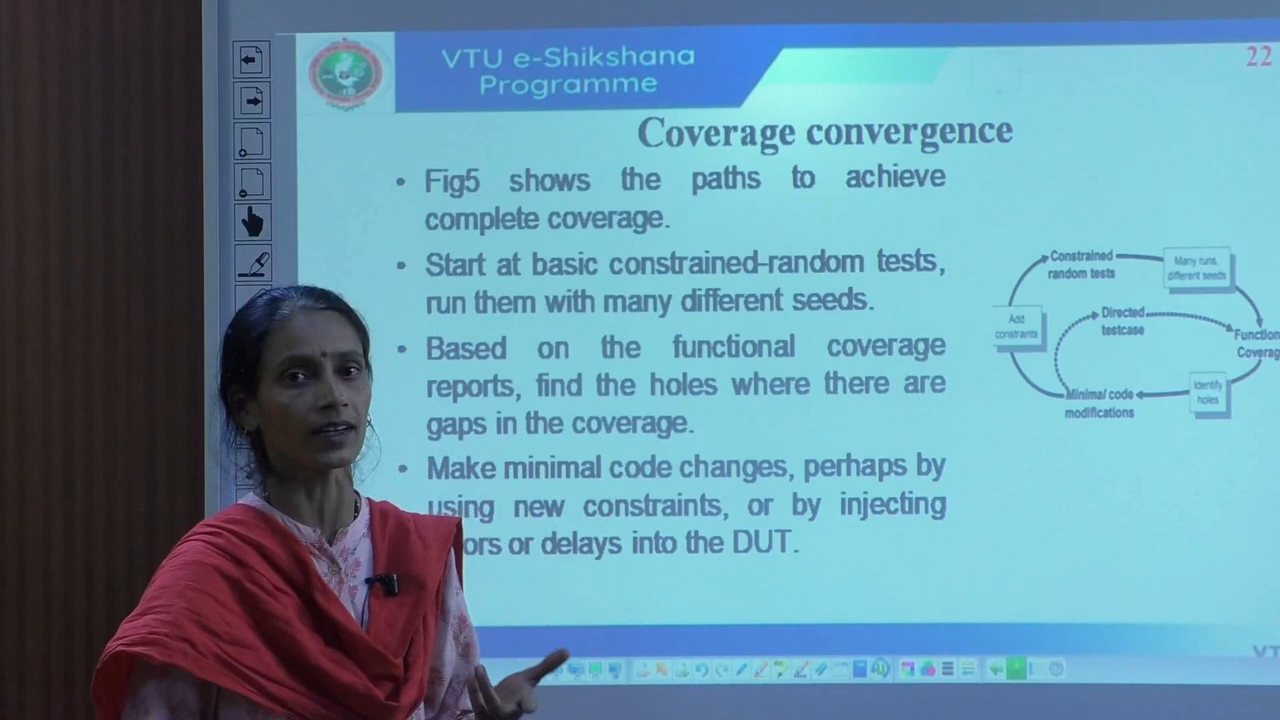 VTU e-Shikshana
Programme
22
Coverage convergence
• Fig5 shows the paths to achieve
complete coverage.
• Start at basic constrained-random tests,
run them with many different seeds.
• Based on the functional coverage
reports, find the holes where there are
gaps in the coverage.
• Make minimal code changes, perhaps by
using new constraints, or by injecting
ors or delays into the DUT.
Constrained
random tests
Many runs,
different seeds
Add
constraints
Directed
testcase
Function
Coverag
Minimal code
modifications
Identify
holes
VT